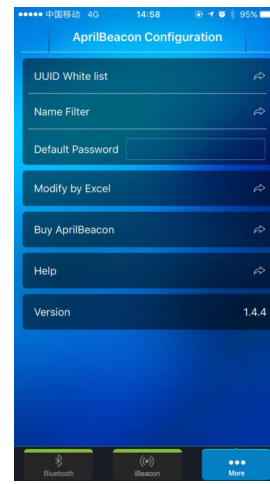 中国移动 4G 14:58 95%
AprilBeacon Configuration
UUID White list
Name Filter
Default Password
Modify by Excel
Buy AprilBeacon
Help
Version 1.4.4
Bluetooth iBeacon More